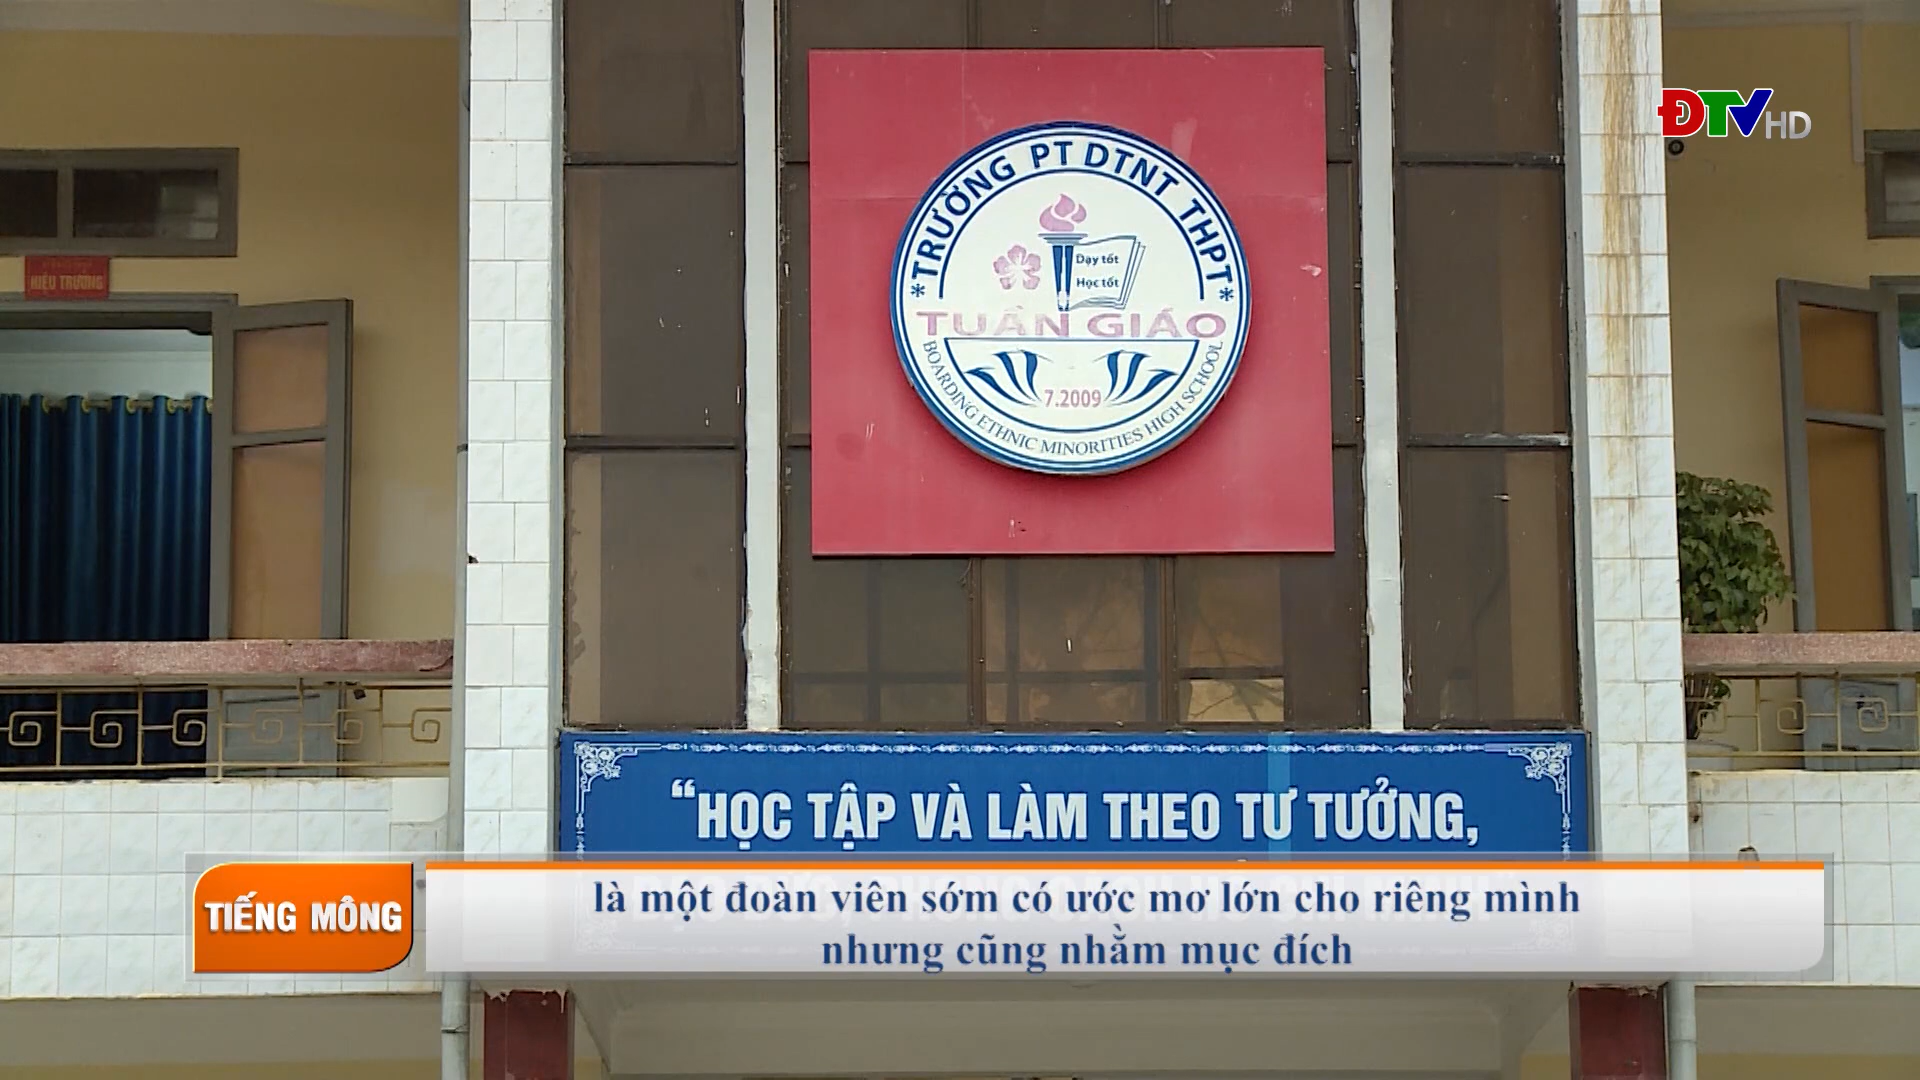 ĐTV HD
* TRƯỜNG PT DTNT THPT *
Dạy tốt
Học tốt
TUẦN GIÁO
7.2009
BOARDING ETHNIC MINORITIES HIGH SCHOOL
HIỆU TRƯỞNG
“HỌC TẬP VÀ LÀM THEO TƯ TƯỞNG,
TIẾNG MÔNG
là một đoàn viên sớm có ước mơ lớn cho riêng mình
nhưng cũng nhằm mục đích